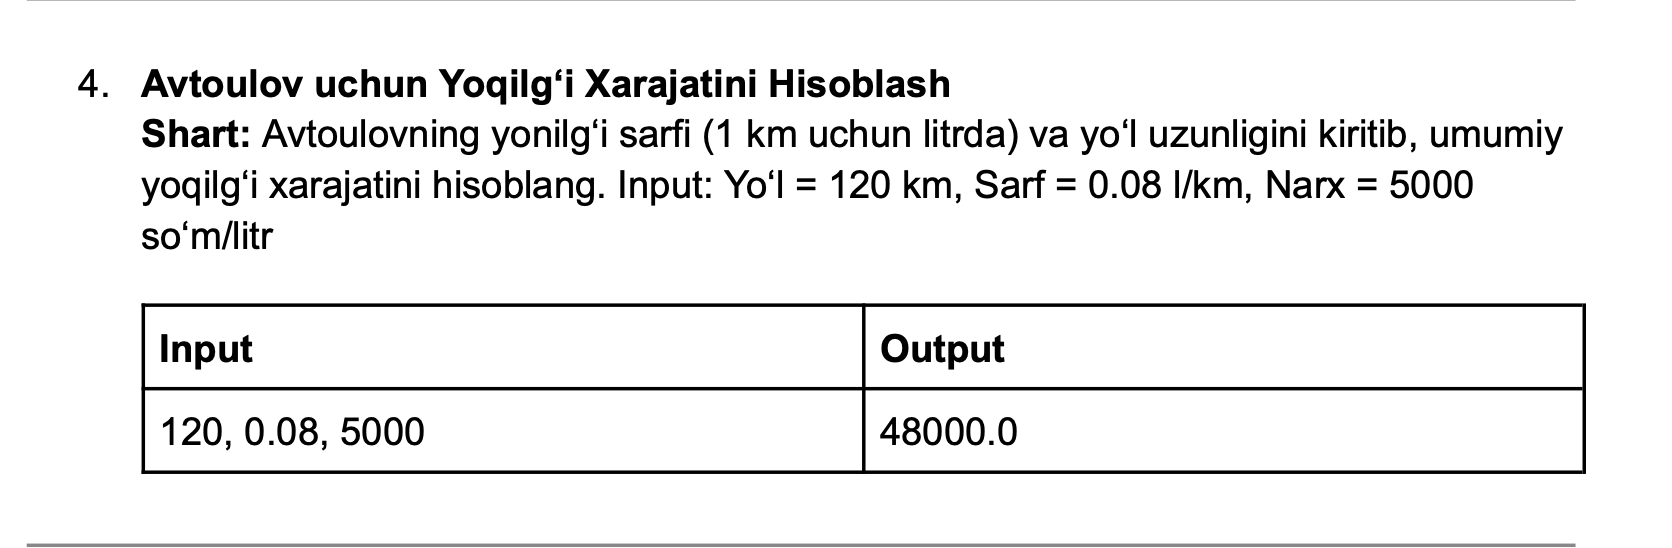 4. Avtoulov uchun Yoqilg‘i Xarajatini Hisoblash
Shart: Avtoulovning yonilg‘i sarfi (1 km uchun litrda) va yo‘l uzunligini kiritib, umumiy
yoqilg‘i xarajatini hisoblang. Input: Yo‘l = 120 km, Sarf = 0.08 l/km, Narx = 5000
so‘m/litr
Input Output
120, 0.08, 5000 48000.0